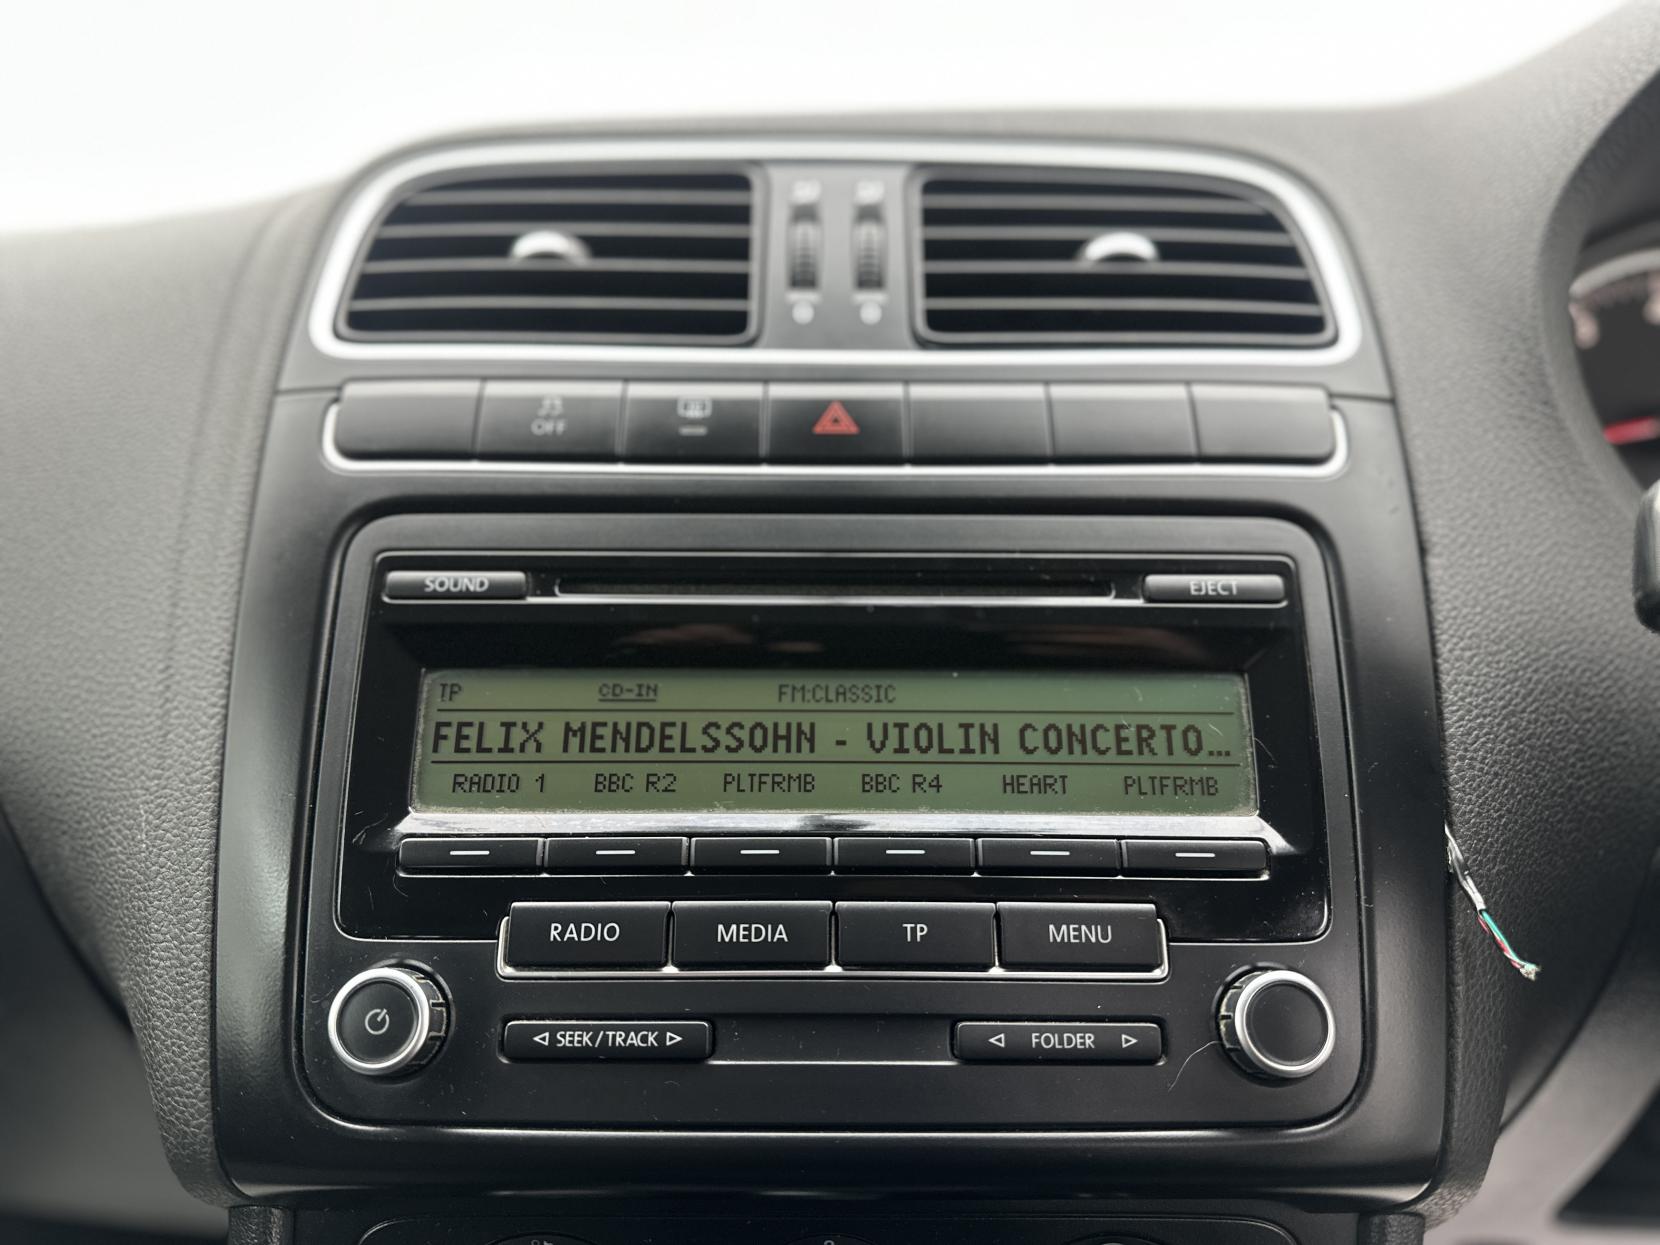 OFF
SOUND EJECT
TP CD-IN FM:CLASSIC
FELIX MENDELSSOHN - VIOLIN CONCERTO...
RADIO 1 BBC R2 PLTFRMB BBC R4 HEART PLTFRMB
RADIO MEDIA TP MENU
SEEK/TRACK FOLDER